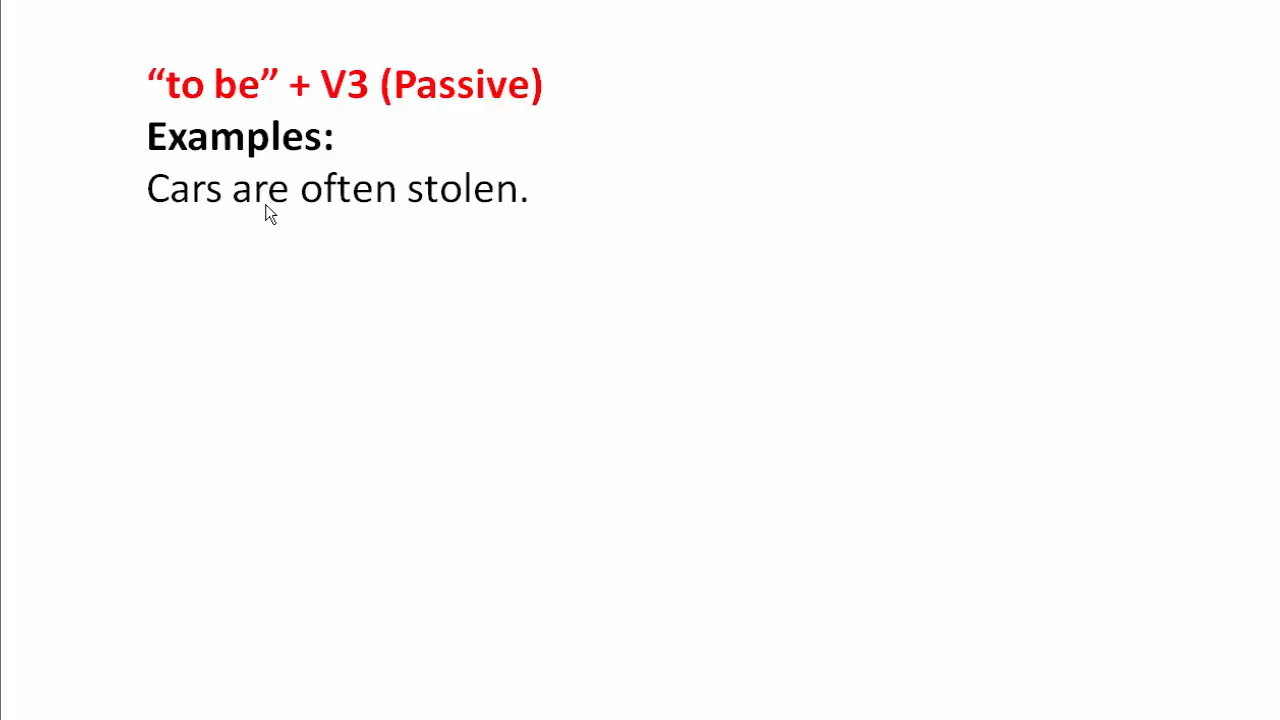 “to be” + V3 (Passive)
Examples:
Cars are often stolen.